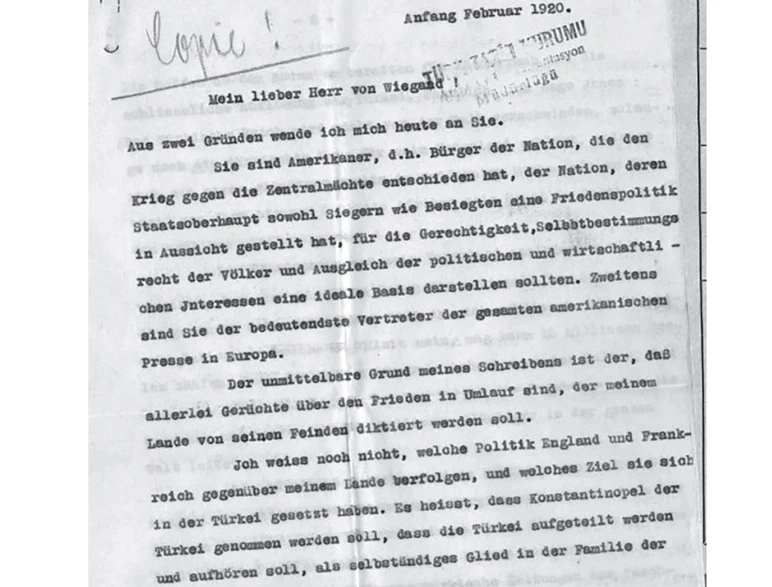 Copie !
Anfang Februar 1920.
KURUMU
Müdürlüğü
Mein lieber Herr von Wiegand !
Aus zwei Gründen wende ich mich heute an Sie.
Sie sind Amerikaner, d.h. Bürger der Nation, die den
Krieg gegen die Zentralmächte entschieden hat, der Nation, deren
Staatsoberhaupt sowohl Siegern wie Besiegten eine Friedenspolitik
in Aussicht gestellt hat, für die Gerechtigkeit,Selbbtbestimmungs
recht der Völker und Ausgleich der politischen und wirtschaftli -
chen Jnteressen eine ideale Basis darstellen sollten. Zweitens
sind Sie der bedeutendste Vertreter der gesamten amerikanischen
Presse in Europa.
Der unmittelbare Grund meines Schreibens ist der, daß
allerlei Gerüchte über den Frieden in Umlauf sind, der meinem
Lande von seinen Feinden diktiert werden soll.
Jch weiss noch nicht, welche Politik England und Frank-
reich gegenüber meinem Lande berfolgen, und welches Ziel sie sich
in der Türkei gesetzt haben. Es heisst, dass Konstantinopel der
Türkei genommen werden soll, dass die Türkei aufgeteilt werden
und aufhören soll, als selbständiges Glied in der Familie der